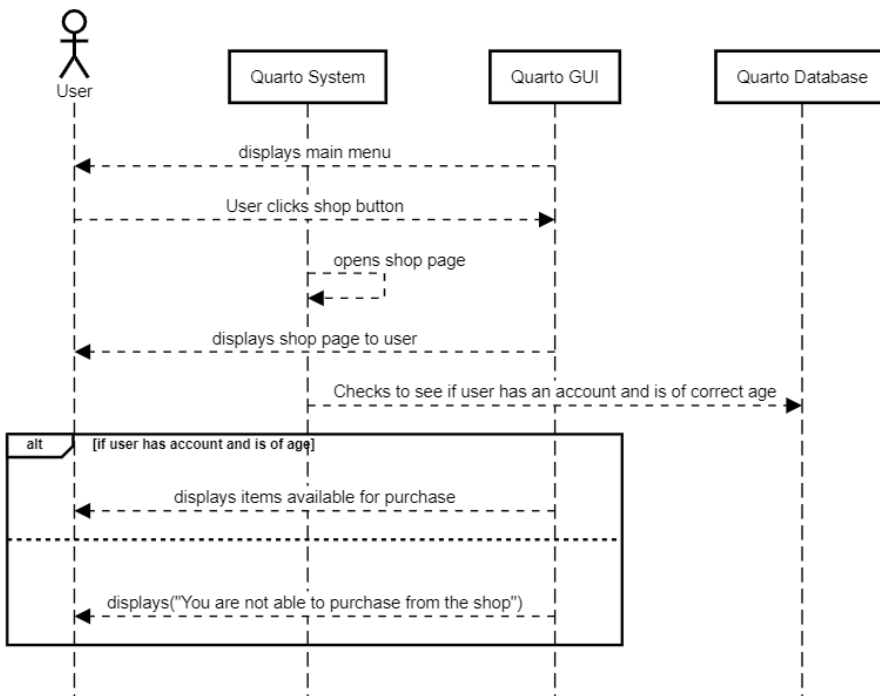 User
Quarto System
Quarto GUI
Quarto Database
displays main menu
User clicks shop button
opens shop page
displays shop page to user
Checks to see if user has an account and is of correct age
alt
[if user has account and is of age]
displays items available for purchase
displays("You are not able to purchase from the shop")